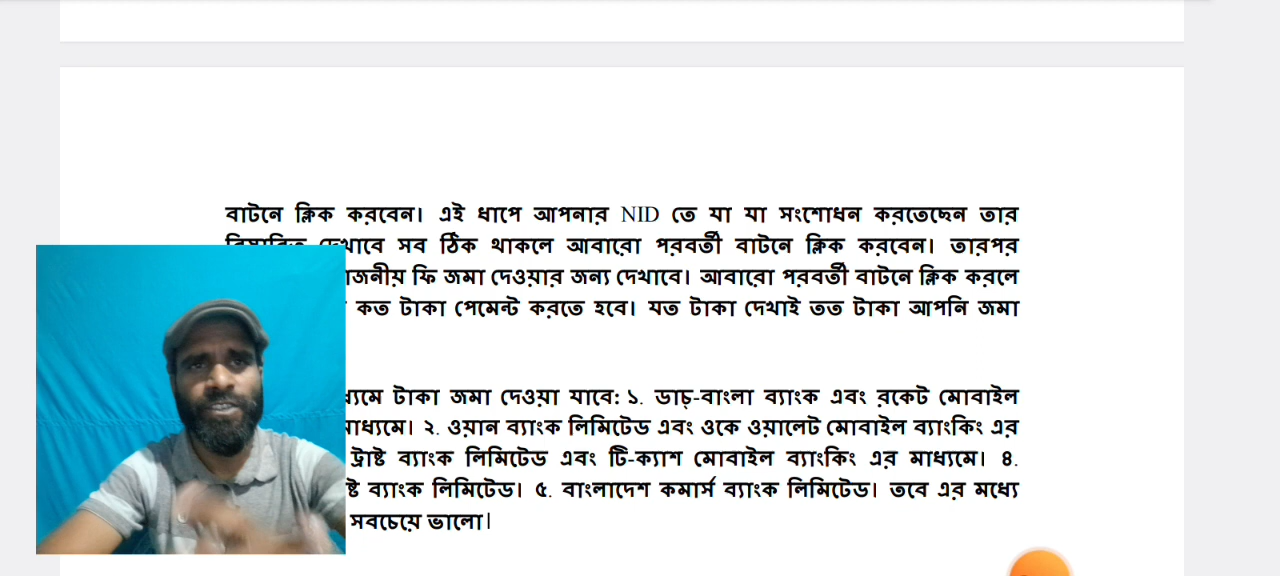 বাটনে ক্লিক করবেন। এই ধাপে আপনার NID তে যা যা সংশোধন করতেছেন তার
দেখাবে সব ঠিক থাকলে আবারো পরবর্তী বাটনে ক্লিক করবেন। তারপর
ফি জমা দেওয়ার জন্য দেখাবে। আবারো পরবর্তী বাটনে ক্লিক করলে
কত টাকা পেমেন্ট করতে হবে। যত টাকা দেখাই তত টাকা আপনি জমা
টাকা জমা দেওয়া যাবে: ১. ডাচ্-বাংলা ব্যাংক এবং রকেট মোবাইল
২. ওয়ান ব্যাংক লিমিটেড এবং ওকে ওয়ালেট মোবাইল ব্যাংকিং এর
ট্রাষ্ট ব্যাংক লিমিটেড এবং টি-ক্যাশ মোবাইল ব্যাংকিং এর মাধ্যমে। ৪.
ব্যাংক লিমিটেড। ৫. বাংলাদেশ কমার্স ব্যাংক লিমিটেড। তবে এর মধ্যে
সবচেয়ে ভালো।